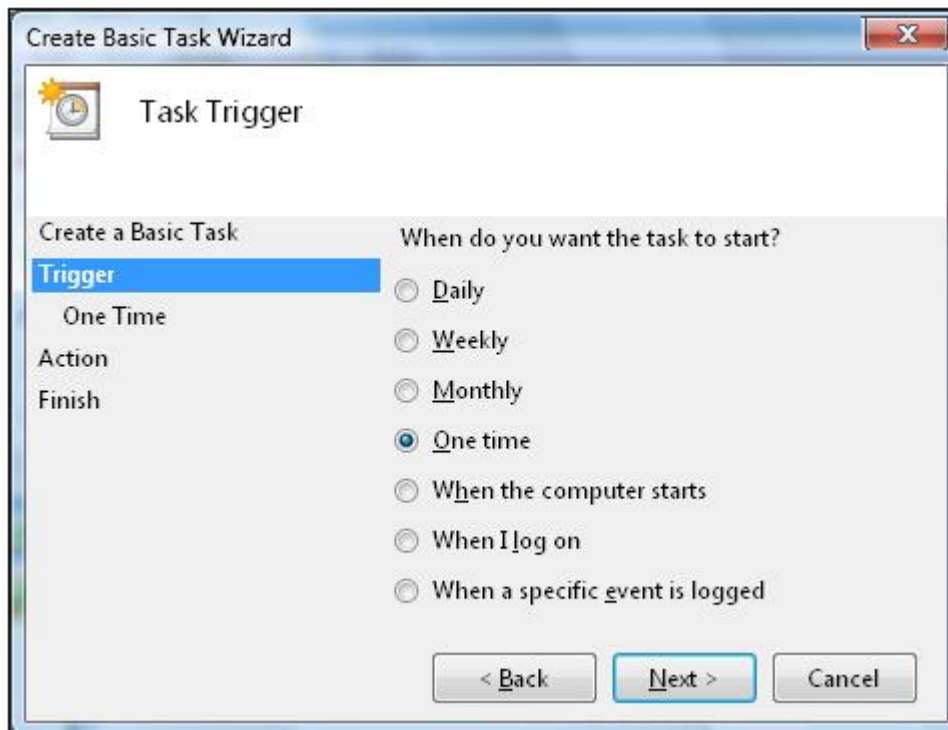 Create Basic Task Wizard
Task Trigger
Create a Basic Task
Trigger
One Time
Action
Finish
When do you want the task to start?
Daily
Weekly
Monthly
One time
When the computer starts
When I log on
When a specific event is logged
< Back
Next >
Cancel